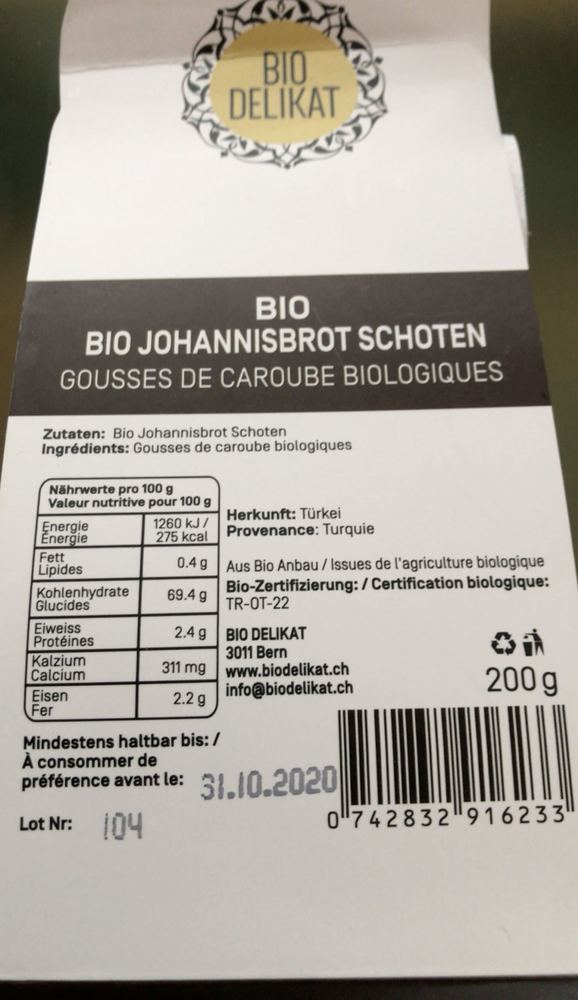 BIO
DELIKAT
BIO
BIO JOHANNISBROT SCHOTEN
GOUSSES DE CAROUBE BIOLOGIQUES
Zutaten: Bio Johannisbrot Schoten
Ingrédients: Gousses de caroube biologiques
Nährwerte pro 100 g
Valeur nutritive pour 100 g
Energie
Énergie
1260 kJ /
275 kcal
Fett
Lipides
0.4 g
Kohlenhydrate
Glucides
69.4 g
Eiweiss
Protéines
2.4 g
Kalzium
Calcium
311 mg
Eisen
Fer
2.2 g
Herkunft: Türkei
Provenance: Turquie
Aus Bio Anbau / Issues de l'agriculture biologique
Bio-Zertifizierung: / Certification biologique:
TR-OT-22
BIO DELIKAT
3011 Bern
www.biodelikat.ch
info@biodelikat.ch
200 g
Mindestens haltbar bis: /
À consommer de
préférence avant le: 31.10.2020
Lot Nr: 104
0 742832 916233